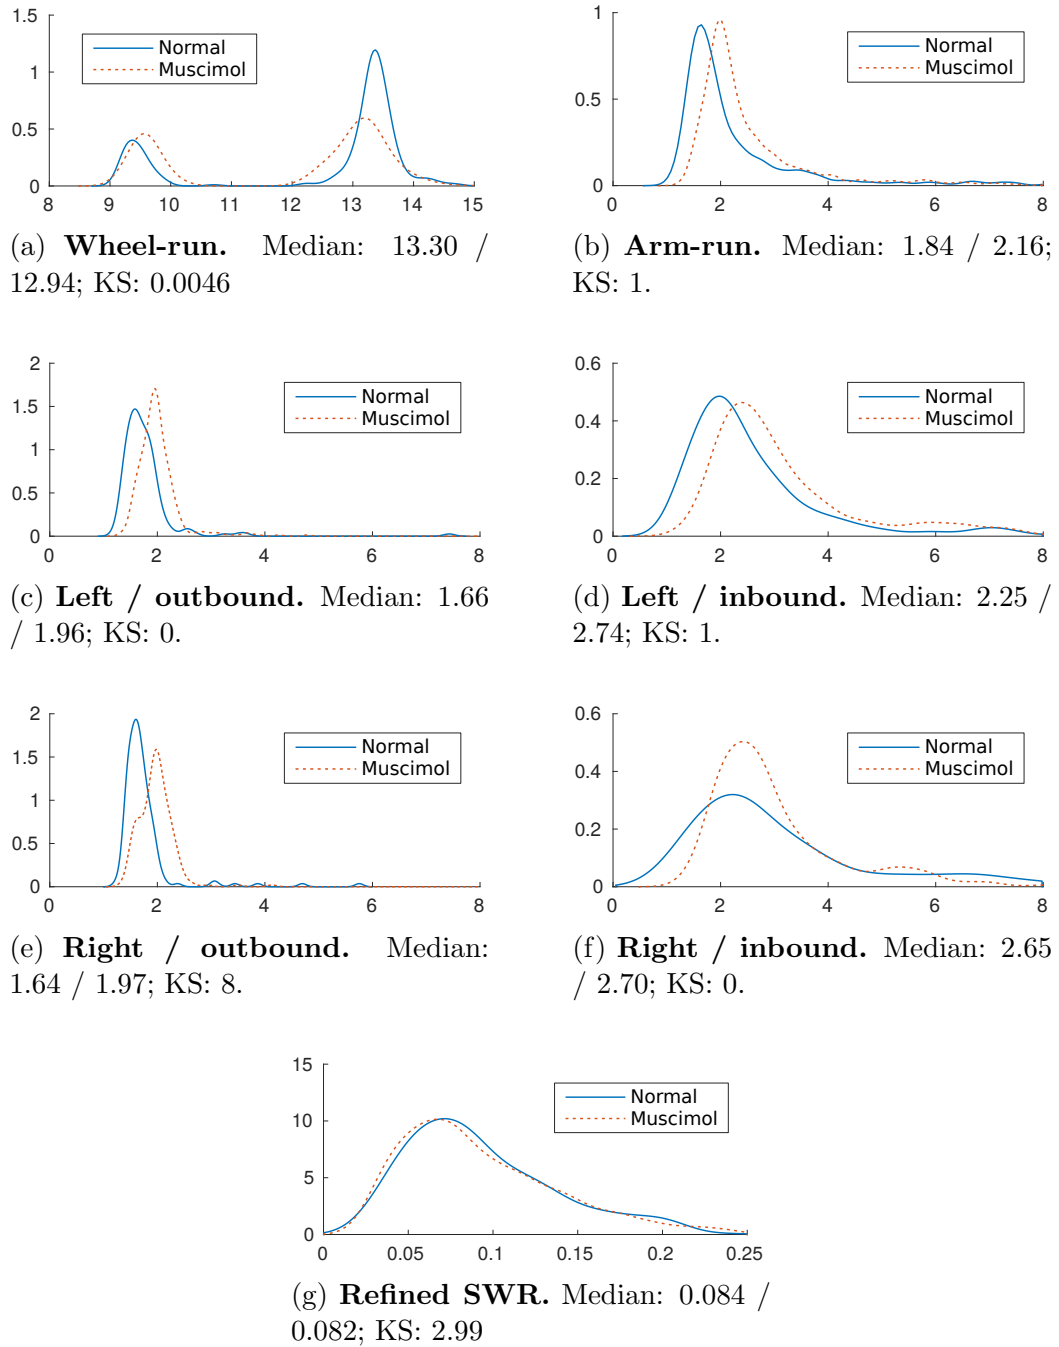 1.5
1
0.5
0
8 9 10 11 12 13 14 15
Normal
Muscimol
(a) Wheel-run. Median: 13.30 /
12.94; KS: 0.0046
1
0.5
0
0 2 4 6 8
Normal
Muscimol
(b) Arm-run. Median: 1.84 / 2.16;
KS: 1.
2
1.5
1
0.5
0
0 2 4 6 8
Normal
Muscimol
(c) Left / outbound. Median: 1.66
/ 1.96; KS: 0.
0.6
0.4
0.2
0
0 2 4 6 8
Normal
Muscimol
(d) Left / inbound. Median: 2.25 /
2.74; KS: 1.
2
1.5
1
0.5
0
0 2 4 6 8
Normal
Muscimol
(e) Right / outbound. Median:
1.64 / 1.97; KS: 8.
0.6
0.4
0.2
0
0 2 4 6 8
Normal
Muscimol
(f) Right / inbound. Median: 2.65
/ 2.70; KS: 0.
15
10
5
0
0 0.05 0.1 0.15 0.2 0.25
Normal
Muscimol
(g) Refined SWR. Median: 0.084 /
0.082; KS: 2.99